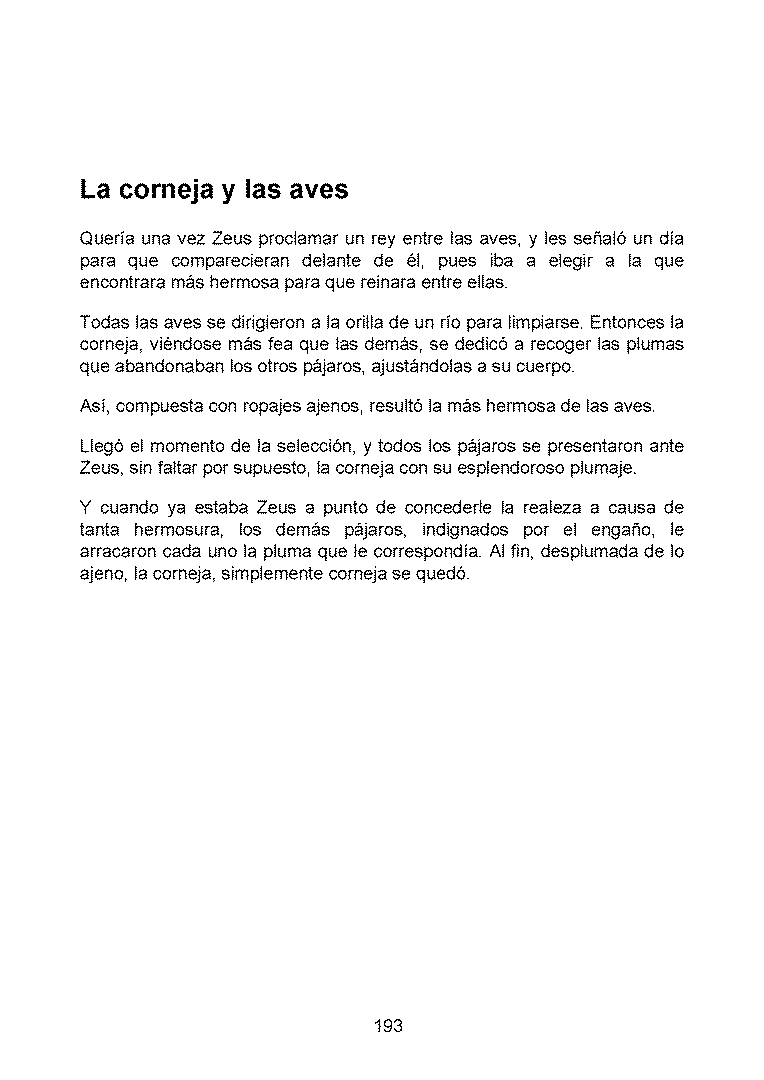 La corneja y las aves
Quería una vez Zeus proclamar un rey entre las aves, y les señaló un día
para que comparecieran delante de él, pues iba a elegir a la que
encontrara más hermosa para que reinara entre ellas.
Todas las aves se dirigieron a la orilla de un río para limpiarse. Entonces la
corneja, viéndose más fea que las demás, se dedicó a recoger las plumas
que abandonaban los otros pájaros, ajustándolas a su cuerpo.
Así, compuesta con ropajes ajenos, resultó la más hermosa de las aves.
Llegó el momento de la selección, y todos los pájaros se presentaron ante
Zeus, sin faltar por supuesto, la corneja con su esplendoroso plumaje.
Y cuando ya estaba Zeus a punto de concederle la realeza a causa de
tanta hermosura, los demás pájaros, indignados por el engaño, le
arracaron cada uno la pluma que le correspondía. Al fin, desplumada de lo
ajeno, la corneja, simplemente corneja se quedó.
193